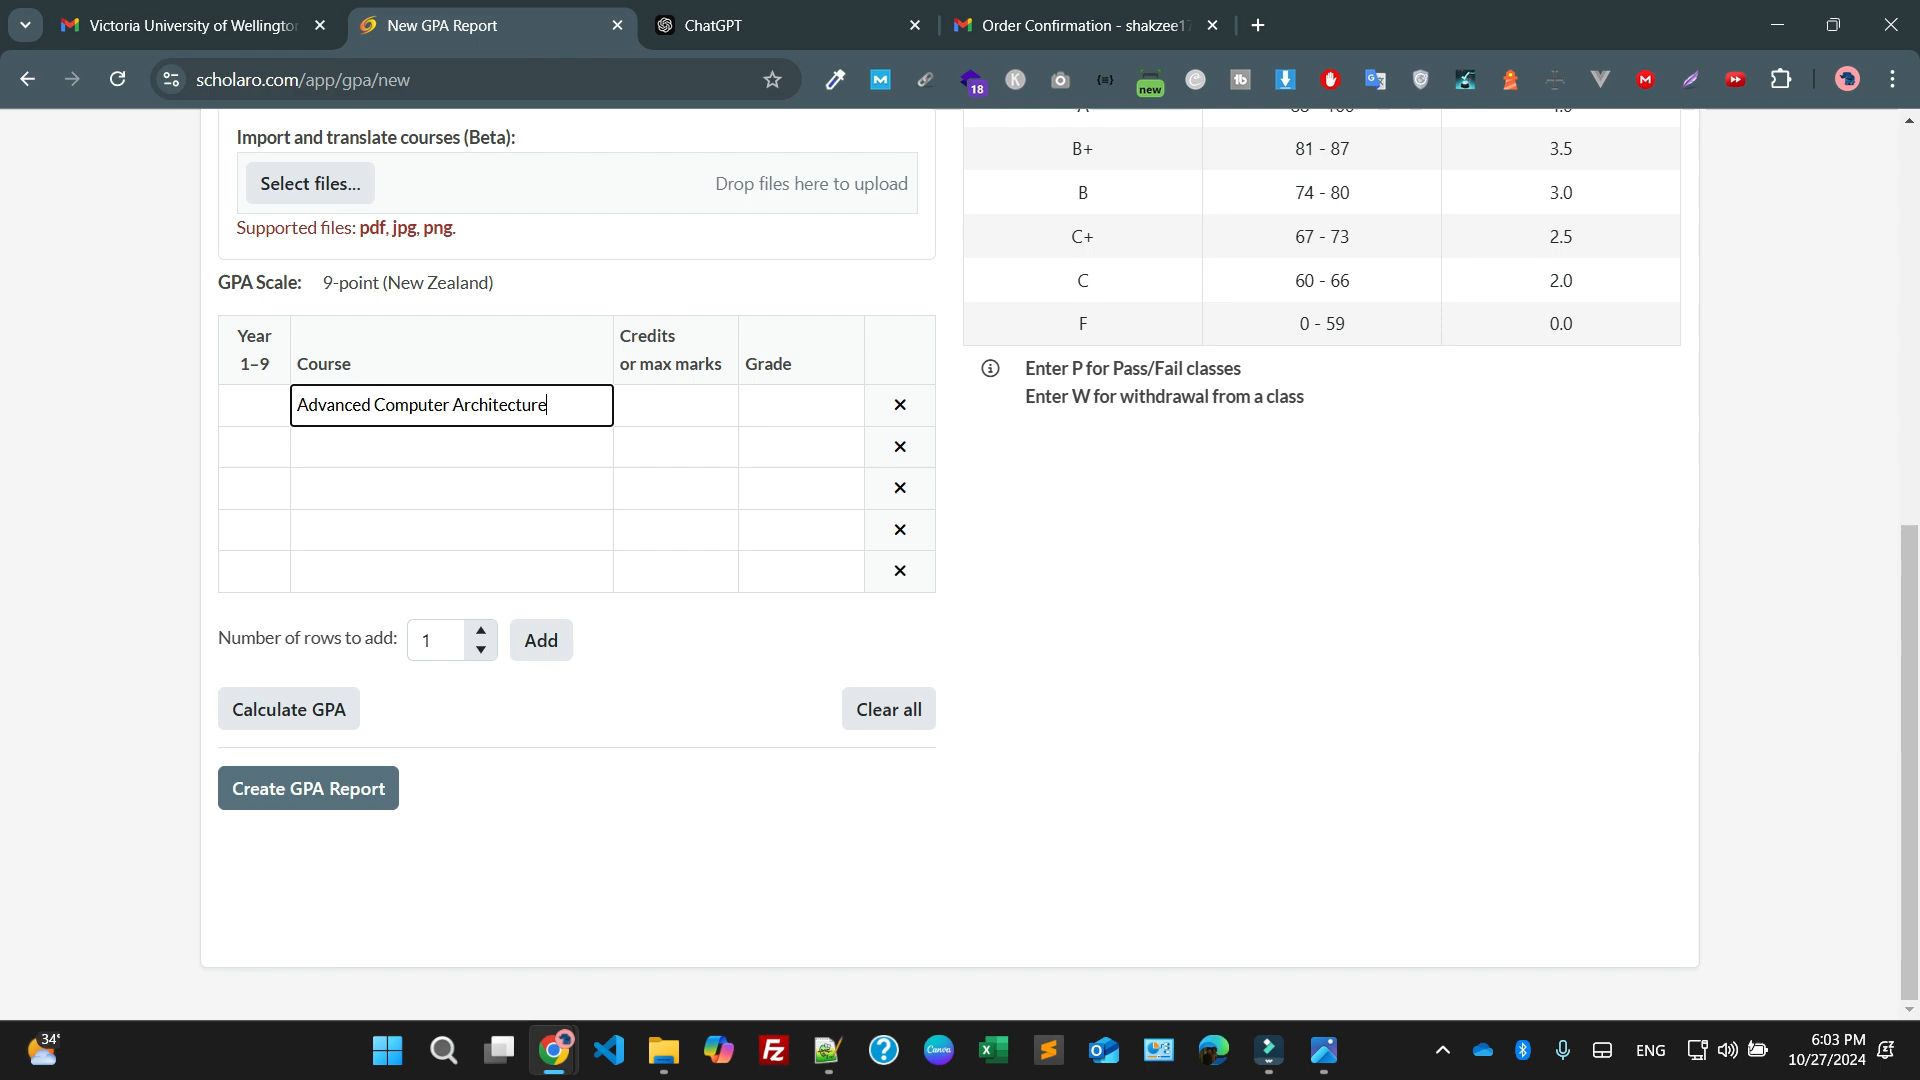 Victoria University of Wellingto
New GPA Report
ChatGPT
Order Confirmation - shakzee1
scholaro.com/app/gpa/new
18
new
Import and translate courses (Beta):
Select files...
Drop files here to upload
Supported files: pdf, jpg, png.
GPA Scale: 9-point (New Zealand)
Year
1–9
Course
Credits
or max marks
Grade
Advanced Computer Architecture
Number of rows to add: 1 Add
Calculate GPA
Clear all
Create GPA Report
B+ 81 - 87 3.5
B 74 - 80 3.0
C+ 67 - 73 2.5
C 60 - 66 2.0
F 0 - 59 0.0
Enter P for Pass/Fail classes
Enter W for withdrawal from a class
34°
ENG
6:03 PM
10/27/2024